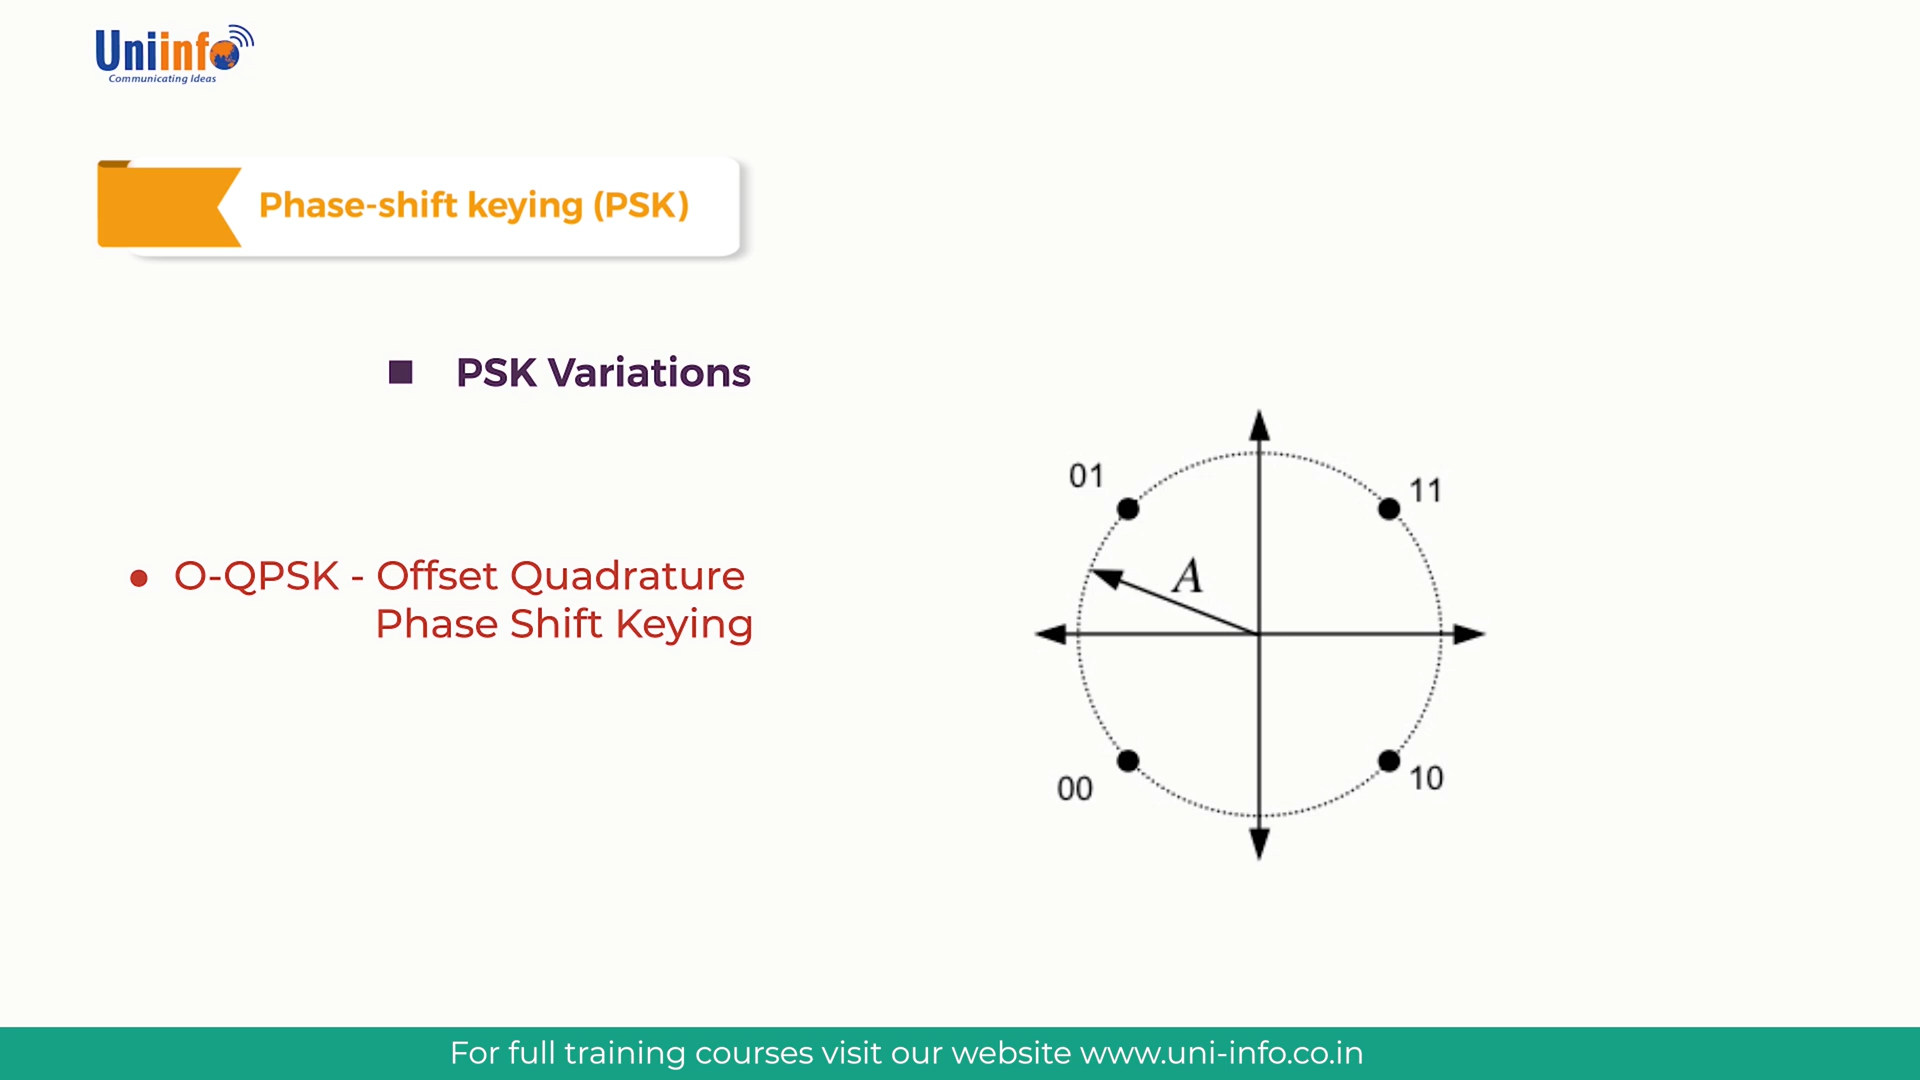 Uniinfo
Communicating Ideas
Phase-shift keying (PSK)
PSK Variations
O-QPSK - Offset Quadrature
Phase Shift Keying
01
11
A
00
10
For full training courses visit our website www.uni-info.co.in